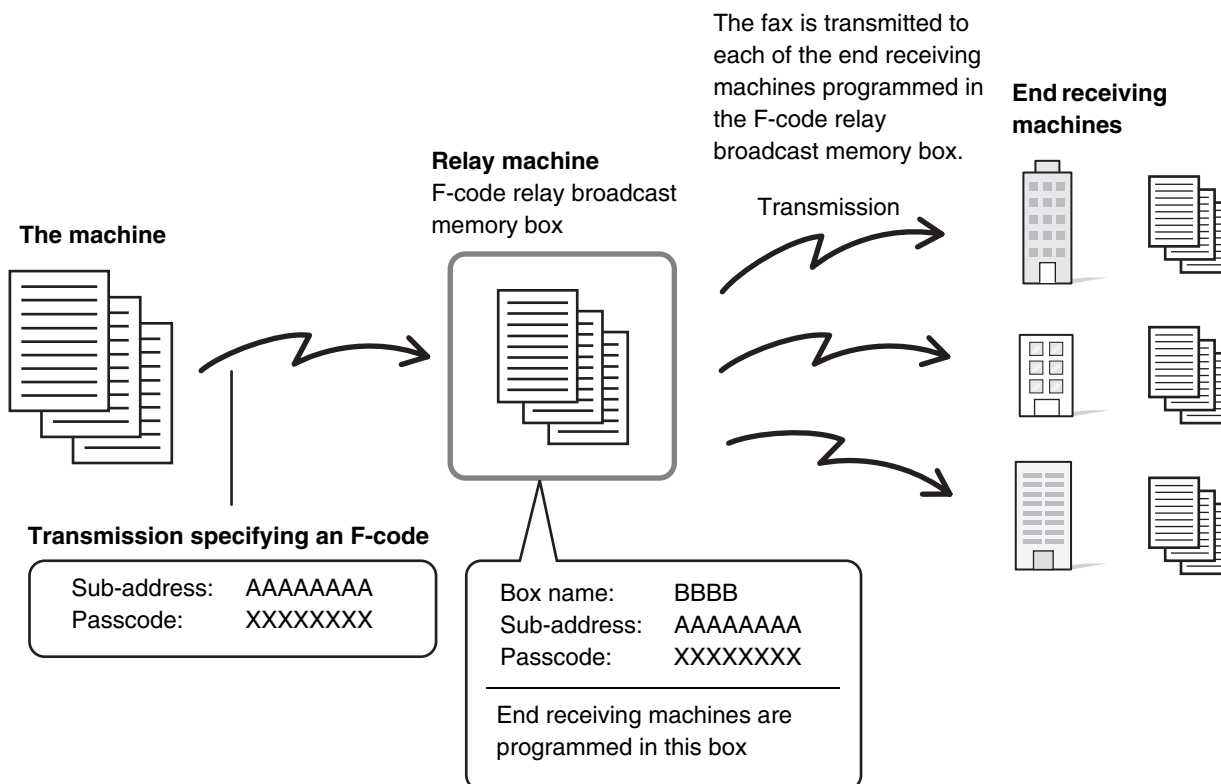 The fax is transmitted to
each of the end receiving
machines programmed in
the F-code relay
broadcast memory box.
End receiving
machines
Relay machine
F-code relay broadcast
memory box
Transmission
The machine
Transmission specifying an F-code
Sub-address: AAAAAAAA
Passcode: XXXXXXXX
Box name: BBBB
Sub-address: AAAAAAAA
Passcode: XXXXXXXX
End receiving machines are
programmed in this box